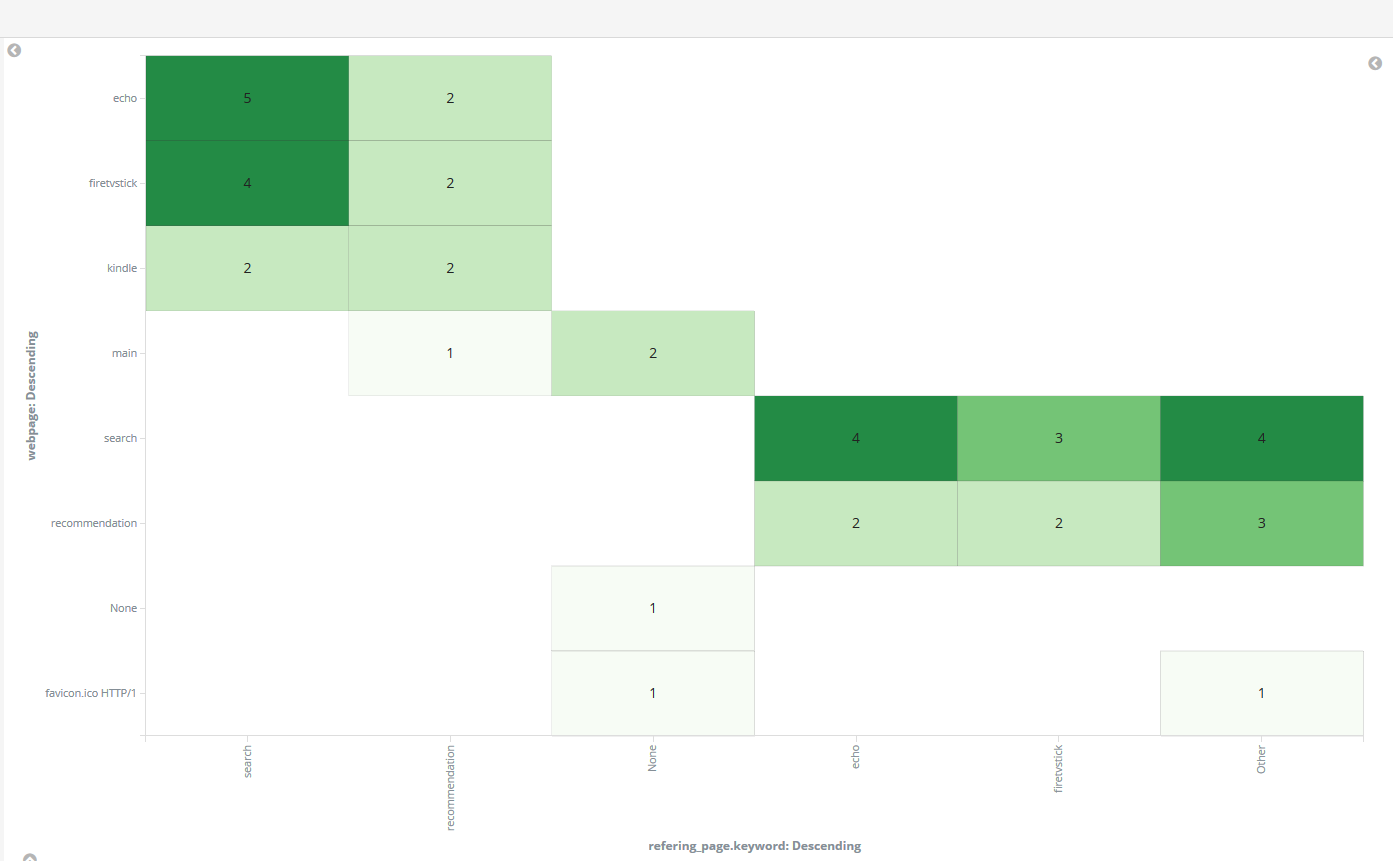 echo 5 2
firetvstick 4 2
kindle 2 2
main 1 2
search 4 3 4
recommendation 2 2 3
None 1
favicon.ico HTTP/1 1 1
webpage: Descending
search recommendation None echo firetvstick Other
refering_page.keyword: Descending